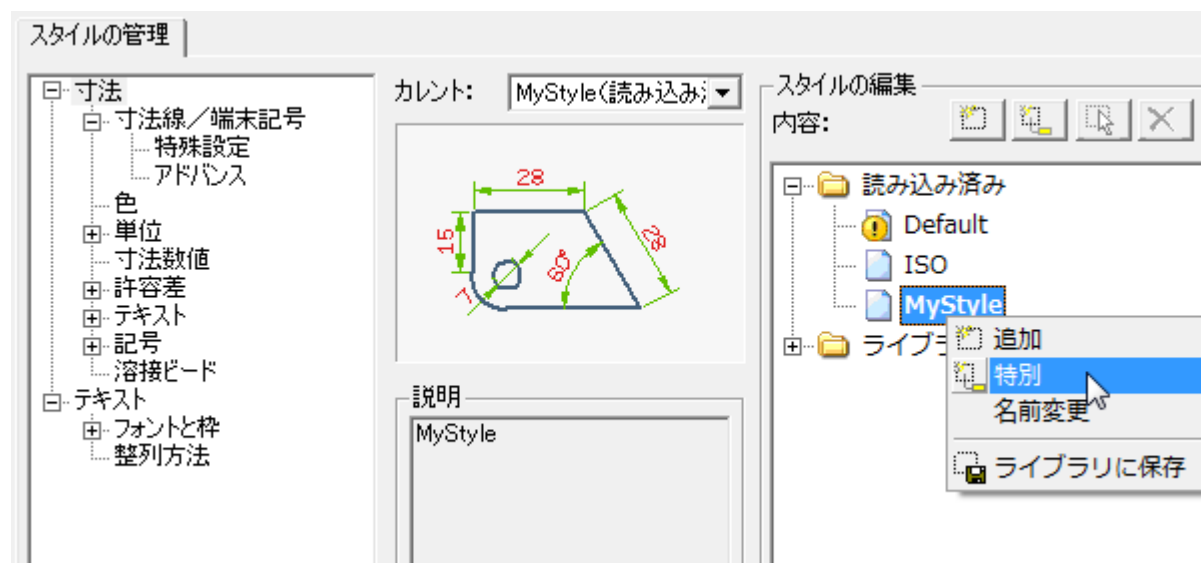 スタイルの管理
寸法
寸法線／端末記号
特殊設定
アドバンス
色
単位
寸法数値
許容差
テキスト
記号
溶接ビード
テキスト
フォントと枠
整列方法
カレント:
MyStyle(読み込み
28
15
28
60°
7
説明
MyStyle
スタイルの編集
内容:
読み込み済み
Default
ISO
MyStyle
ライブ
追加
特別
名前変更
ライブラリに保存